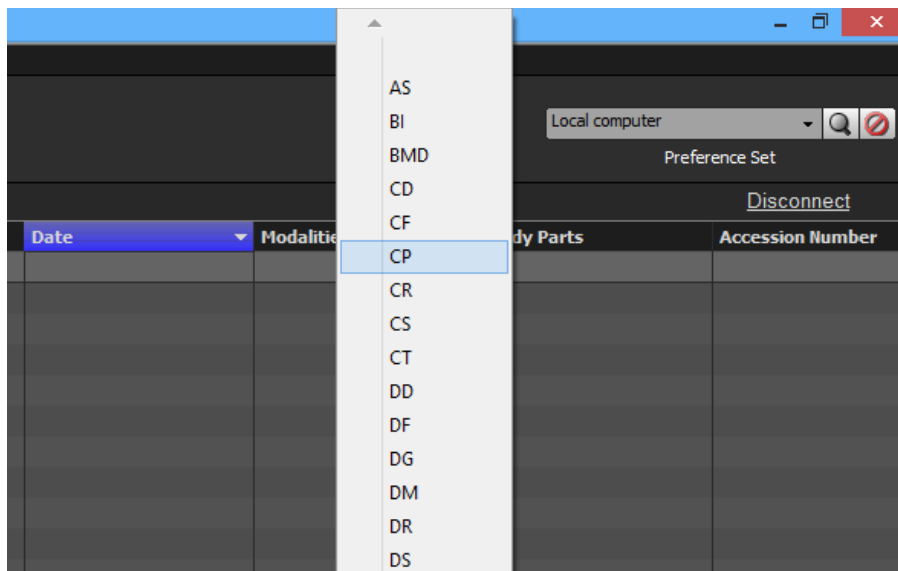 AS
BI
BMD
CD
CF
CP
CR
CS
CT
DD
DF
DG
DM
DR
DS
Local computer
Preference Set
Disconnect
Date
Modalitie
dy Parts
Accession Number